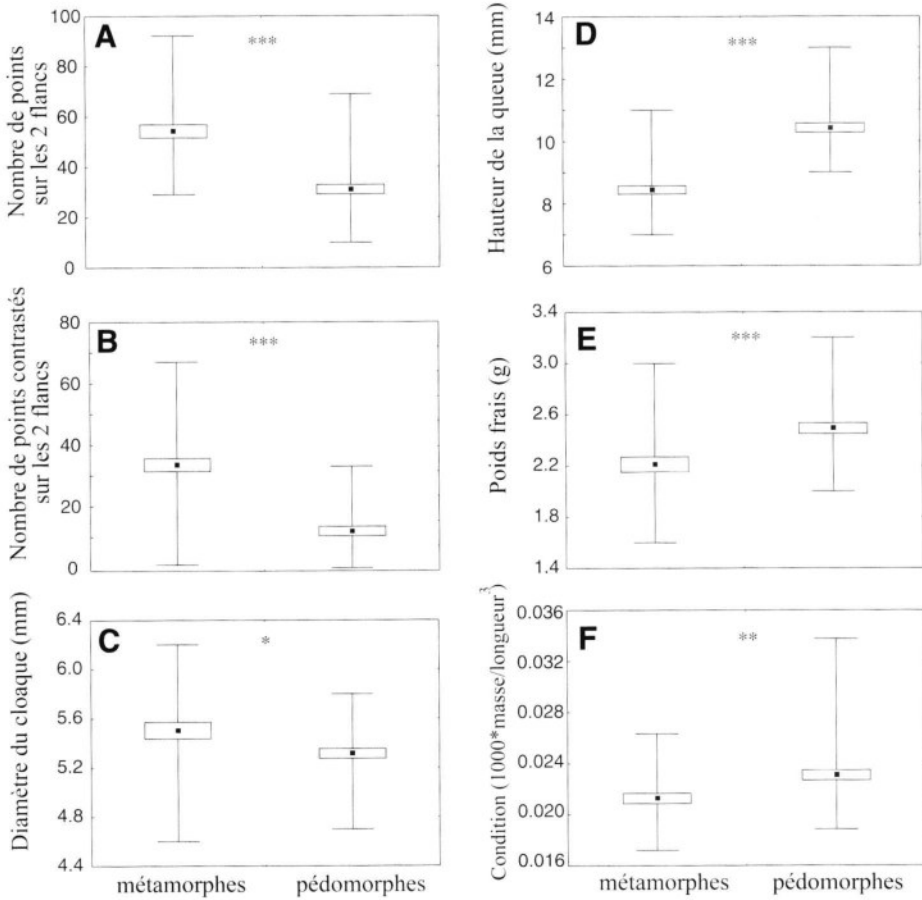 A
***
Nombre de points
sur les 2 flancs
100
80
60
40
20
0
B
***
Nombre de points contrastés
sur les 2 flancs
80
60
40
20
0
C
*
Diamètre du cloaque (mm)
6.4
6.0
5.6
5.2
4.8
4.4
métamorphes
pédomorphes
D
***
Hauteur de la queue (mm)
14
12
10
8
6
E
***
Poids frais (g)
3.4
3.0
2.6
2.2
1.8
1.4
F
**
Condition (1000*masse/longueur³)
0.036
0.032
0.028
0.024
0.020
0.016
métamorphes
pédomorphes